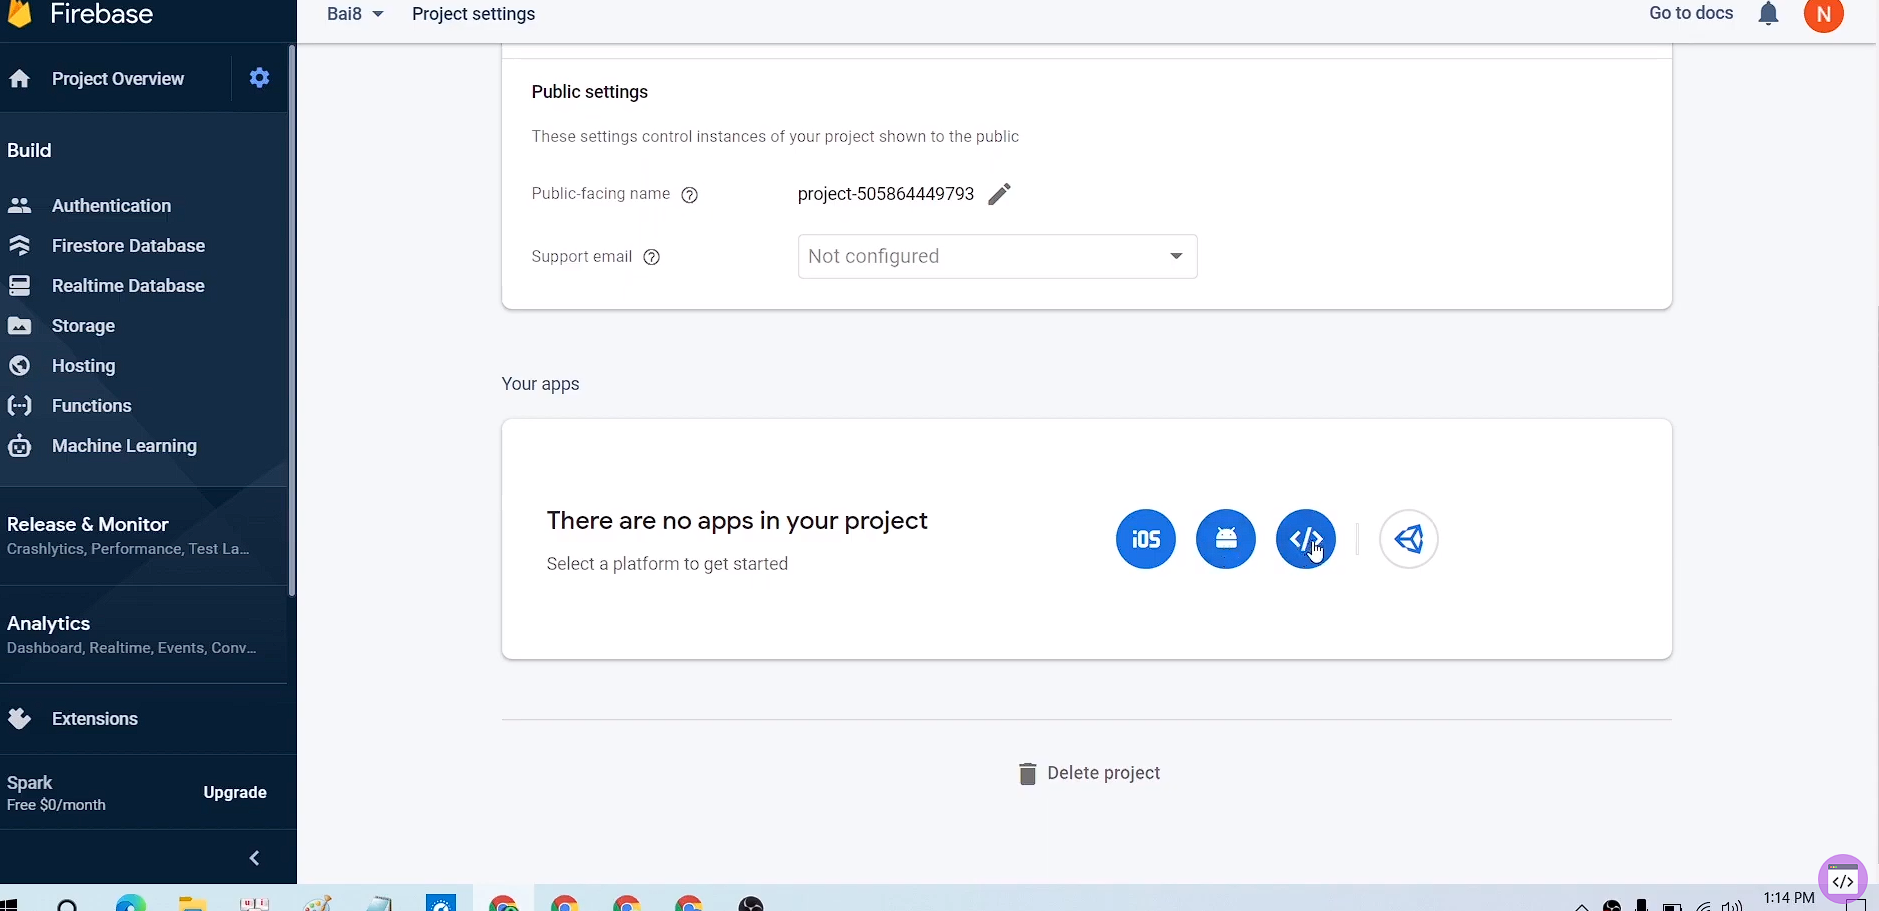 Firebase
Bai8
Project settings
Go to docs
N
Project Overview
Build
Authentication
Firestore Database
Realtime Database
Storage
Hosting
Functions
Machine Learning
Release & Monitor
Crashlytics, Performance, Test La...
Analytics
Dashboard, Realtime, Events, Conv...
Extensions
Spark
Free $0/month
Upgrade
Public settings
These settings control instances of your project shown to the public
Public-facing name
project-505864449793
Support email
Not configured
Your apps
There are no apps in your project
Select a platform to get started
iOS
Delete project
1:14 PM